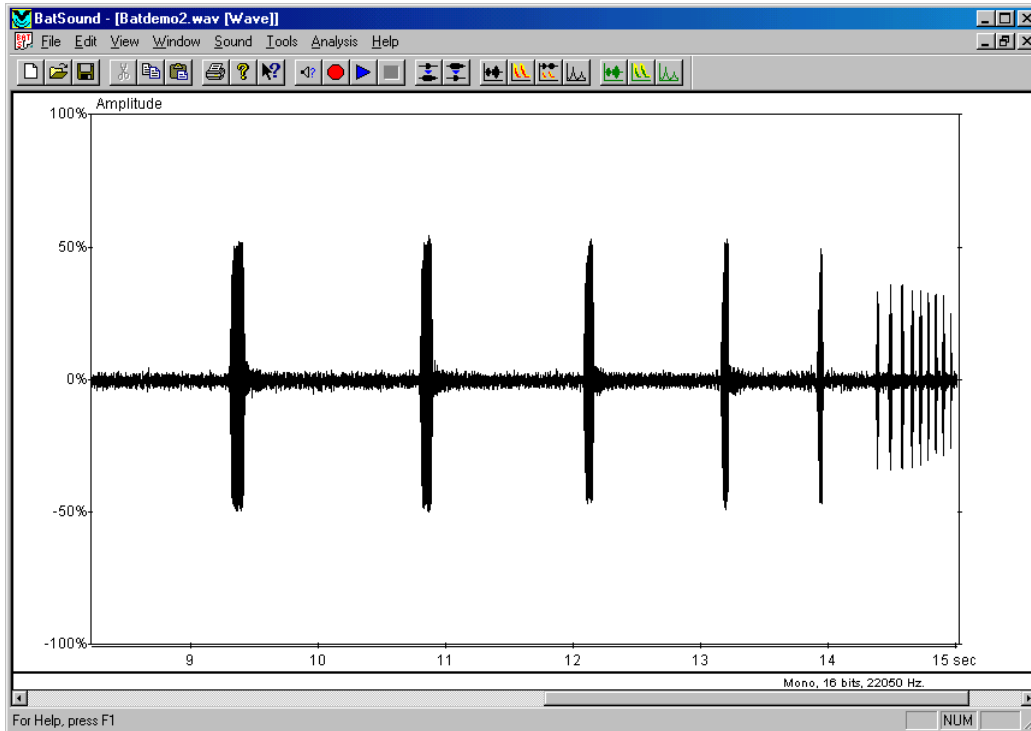 BatSound - [Batdemo2.wav [Wave]]
File Edit View Window Sound Tools Analysis Help
Amplitude
100%
50%
0%
-50%
-100%
9 10 11 12 13 14 15 sec
Mono, 16 bits, 22050 Hz.
For Help, press F1 NUM